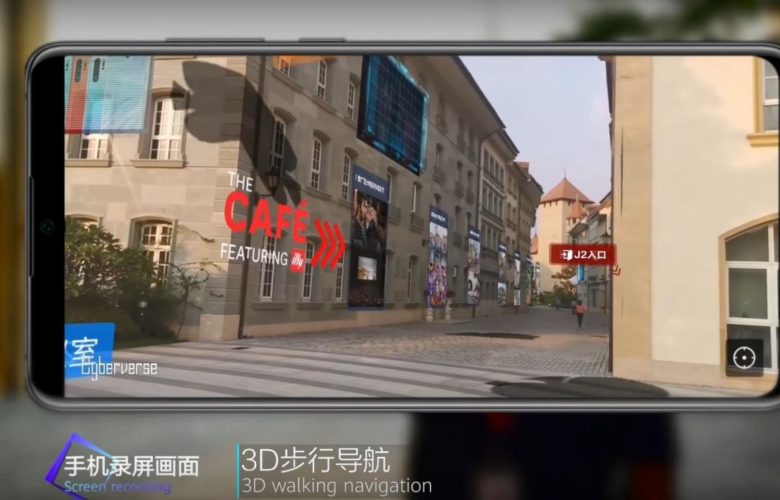 THE
CAFÉ
FEATURING illy
J2入口
室
Cyberverse
手机录屏画面
Screen recording
3D步行导航
3D walking navigation